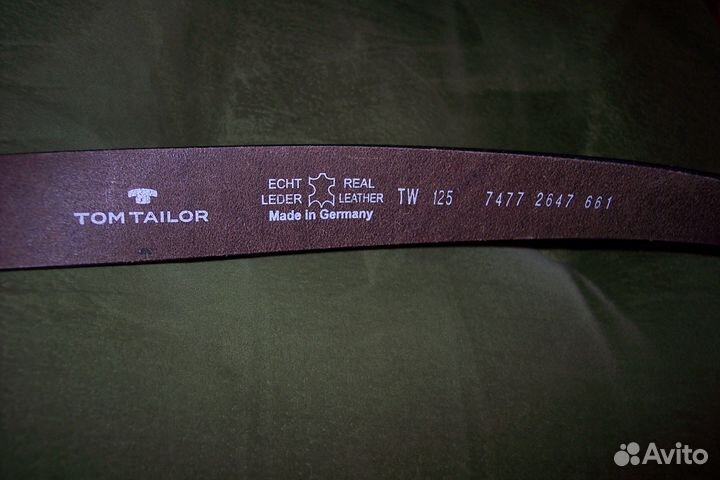 TOM TAILOR
ECHT REAL
LEDER LEATHER
Made in Germany
TW 125 7477 2647 661
Avito